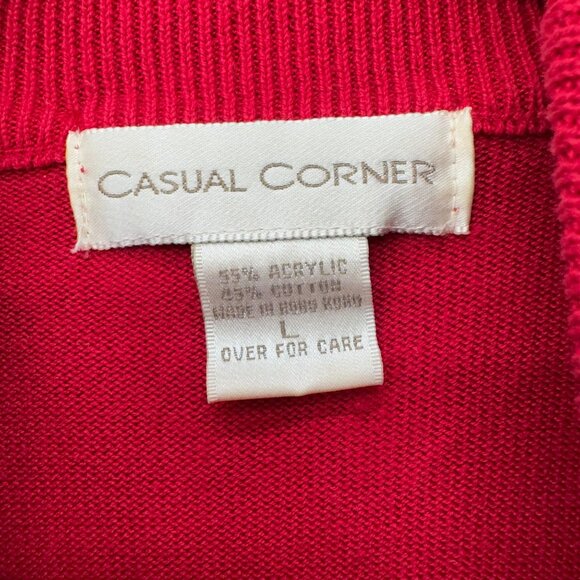 CASUAL CORNER
55% ACRYLIC
45% COTTON
MADE IN HONG KONG
L
OVER FOR CARE